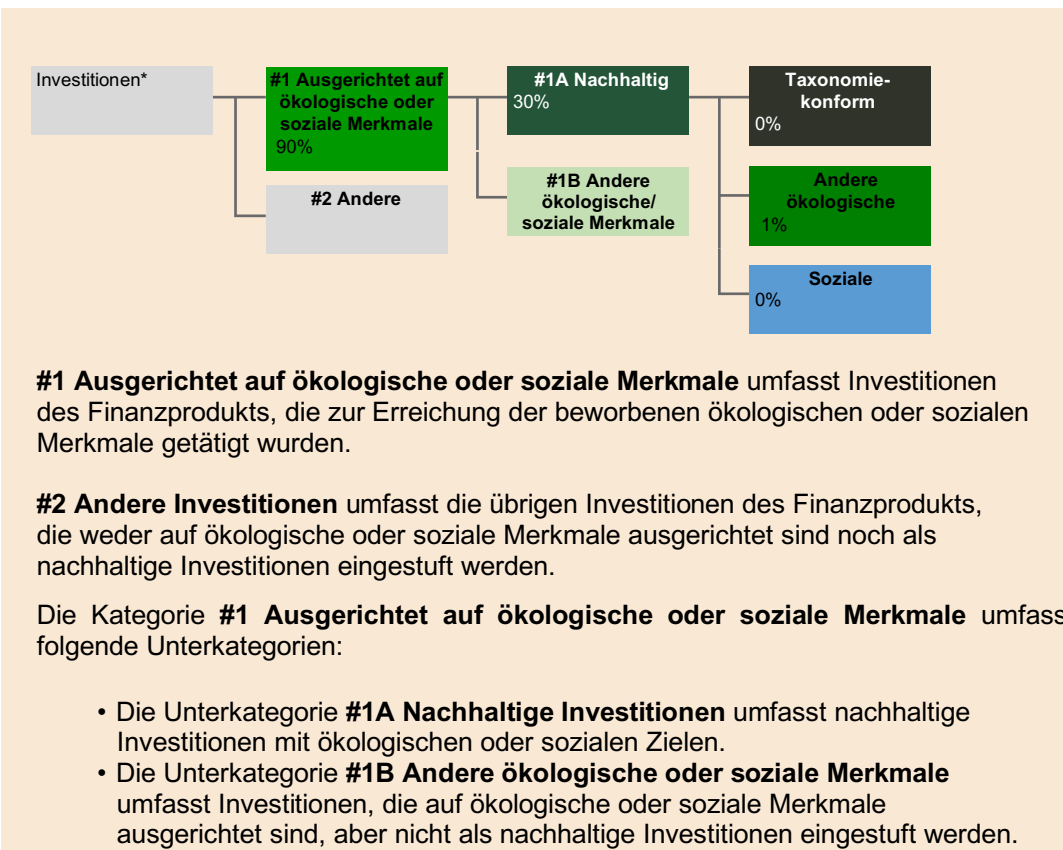 Investitionen*
#1 Ausgerichtet auf
ökologische oder
soziale Merkmale
90%
#2 Andere
#1A Nachhaltig
30%
#1B Andere
ökologische/
soziale Merkmale
Taxonomie-
konform
0%
Andere
ökologische
1%
Soziale
0%
#1 Ausgerichtet auf ökologische oder soziale Merkmale umfasst Investitionen
des Finanzprodukts, die zur Erreichung der beworbenen ökologischen oder sozialen
Merkmale getätigt wurden.
#2 Andere Investitionen umfasst die übrigen Investitionen des Finanzprodukts,
die weder auf ökologische oder soziale Merkmale ausgerichtet sind noch als
nachhaltige Investitionen eingestuft werden.
Die Kategorie #1 Ausgerichtet auf ökologische oder soziale Merkmale umfass
folgende Unterkategorien:
• Die Unterkategorie #1A Nachhaltige Investitionen umfasst nachhaltige
Investitionen mit ökologischen oder sozialen Zielen.
• Die Unterkategorie #1B Andere ökologische oder soziale Merkmale
umfasst Investitionen, die auf ökologische oder soziale Merkmale
ausgerichtet sind, aber nicht als nachhaltige Investitionen eingestuft werden.